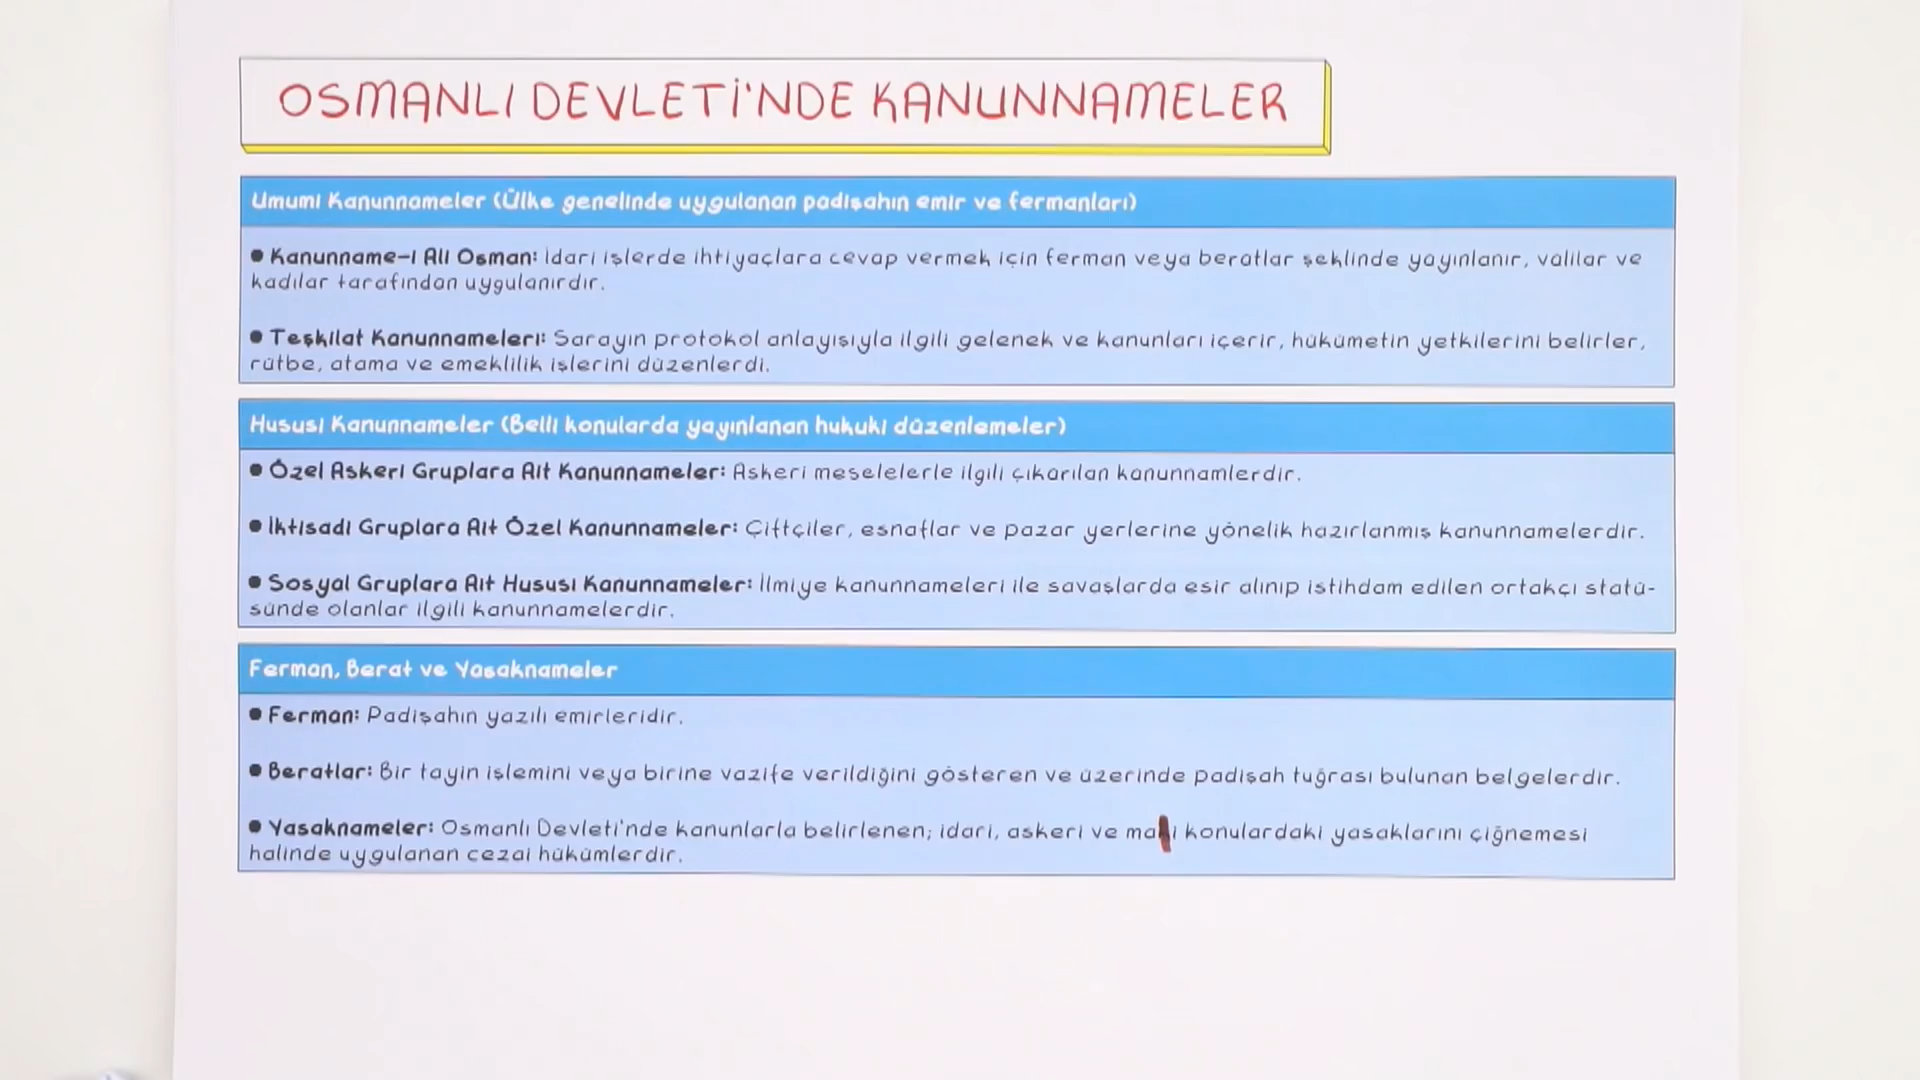 OSMANLI DEVLETİ'NDE KANUNNAMELER
Umumi Kanunnameler (Ülke genelinde uygulanan padişahın emir ve fermanları)
● Kanunname-i Ali Osman: İdari işlerde ihtiyaçlara cevap vermek için ferman veya beratlar şeklinde yayınlanır, valilar ve
kadılar tarafından uygulanırdır.
● Teşkilat Kanunnameleri: Sarayın protokol anlayışıyla ilgili gelenek ve kanunları içerir, hükümetin yetkilerini belirler,
rütbe, atama ve emeklilik işlerini düzenlerdi.
Hususi Kanunnameler (Belli konularda yayınlanan hukuki düzenlemeler)
● Özel Askeri Gruplara Ait Kanunnameler: Askeri meselelerle ilgili çıkarılan kanunnamlerdir.
● İktisadi Gruplara Ait Özel Kanunnameler: Çiftçiler, esnaflar ve pazar yerlerine yönelik hazırlanmış kanunnamelerdir.
● Sosyal Gruplara Ait Hususi Kanunnameler: İlmiye kanunnameleri ile savaşlarda esir alınıp istihdam edilen ortakçı statü-
sünde olanlar ilgili kanunnamelerdir.
Ferman, Berat ve Yasaknameler
● Ferman: Padişahın yazılı emirleridir.
● Beratlar: Bir tayin işlemini veya birine vazife verildiğini gösteren ve üzerinde padişah tuğrası bulunan belgelerdir.
● Yasaknameler: Osmanlı Devleti'nde kanunlarla belirlenen; idari, askeri ve konulardaki yasaklarını çiğnemesi
halinde uygulanan cezai hükümlerdir.